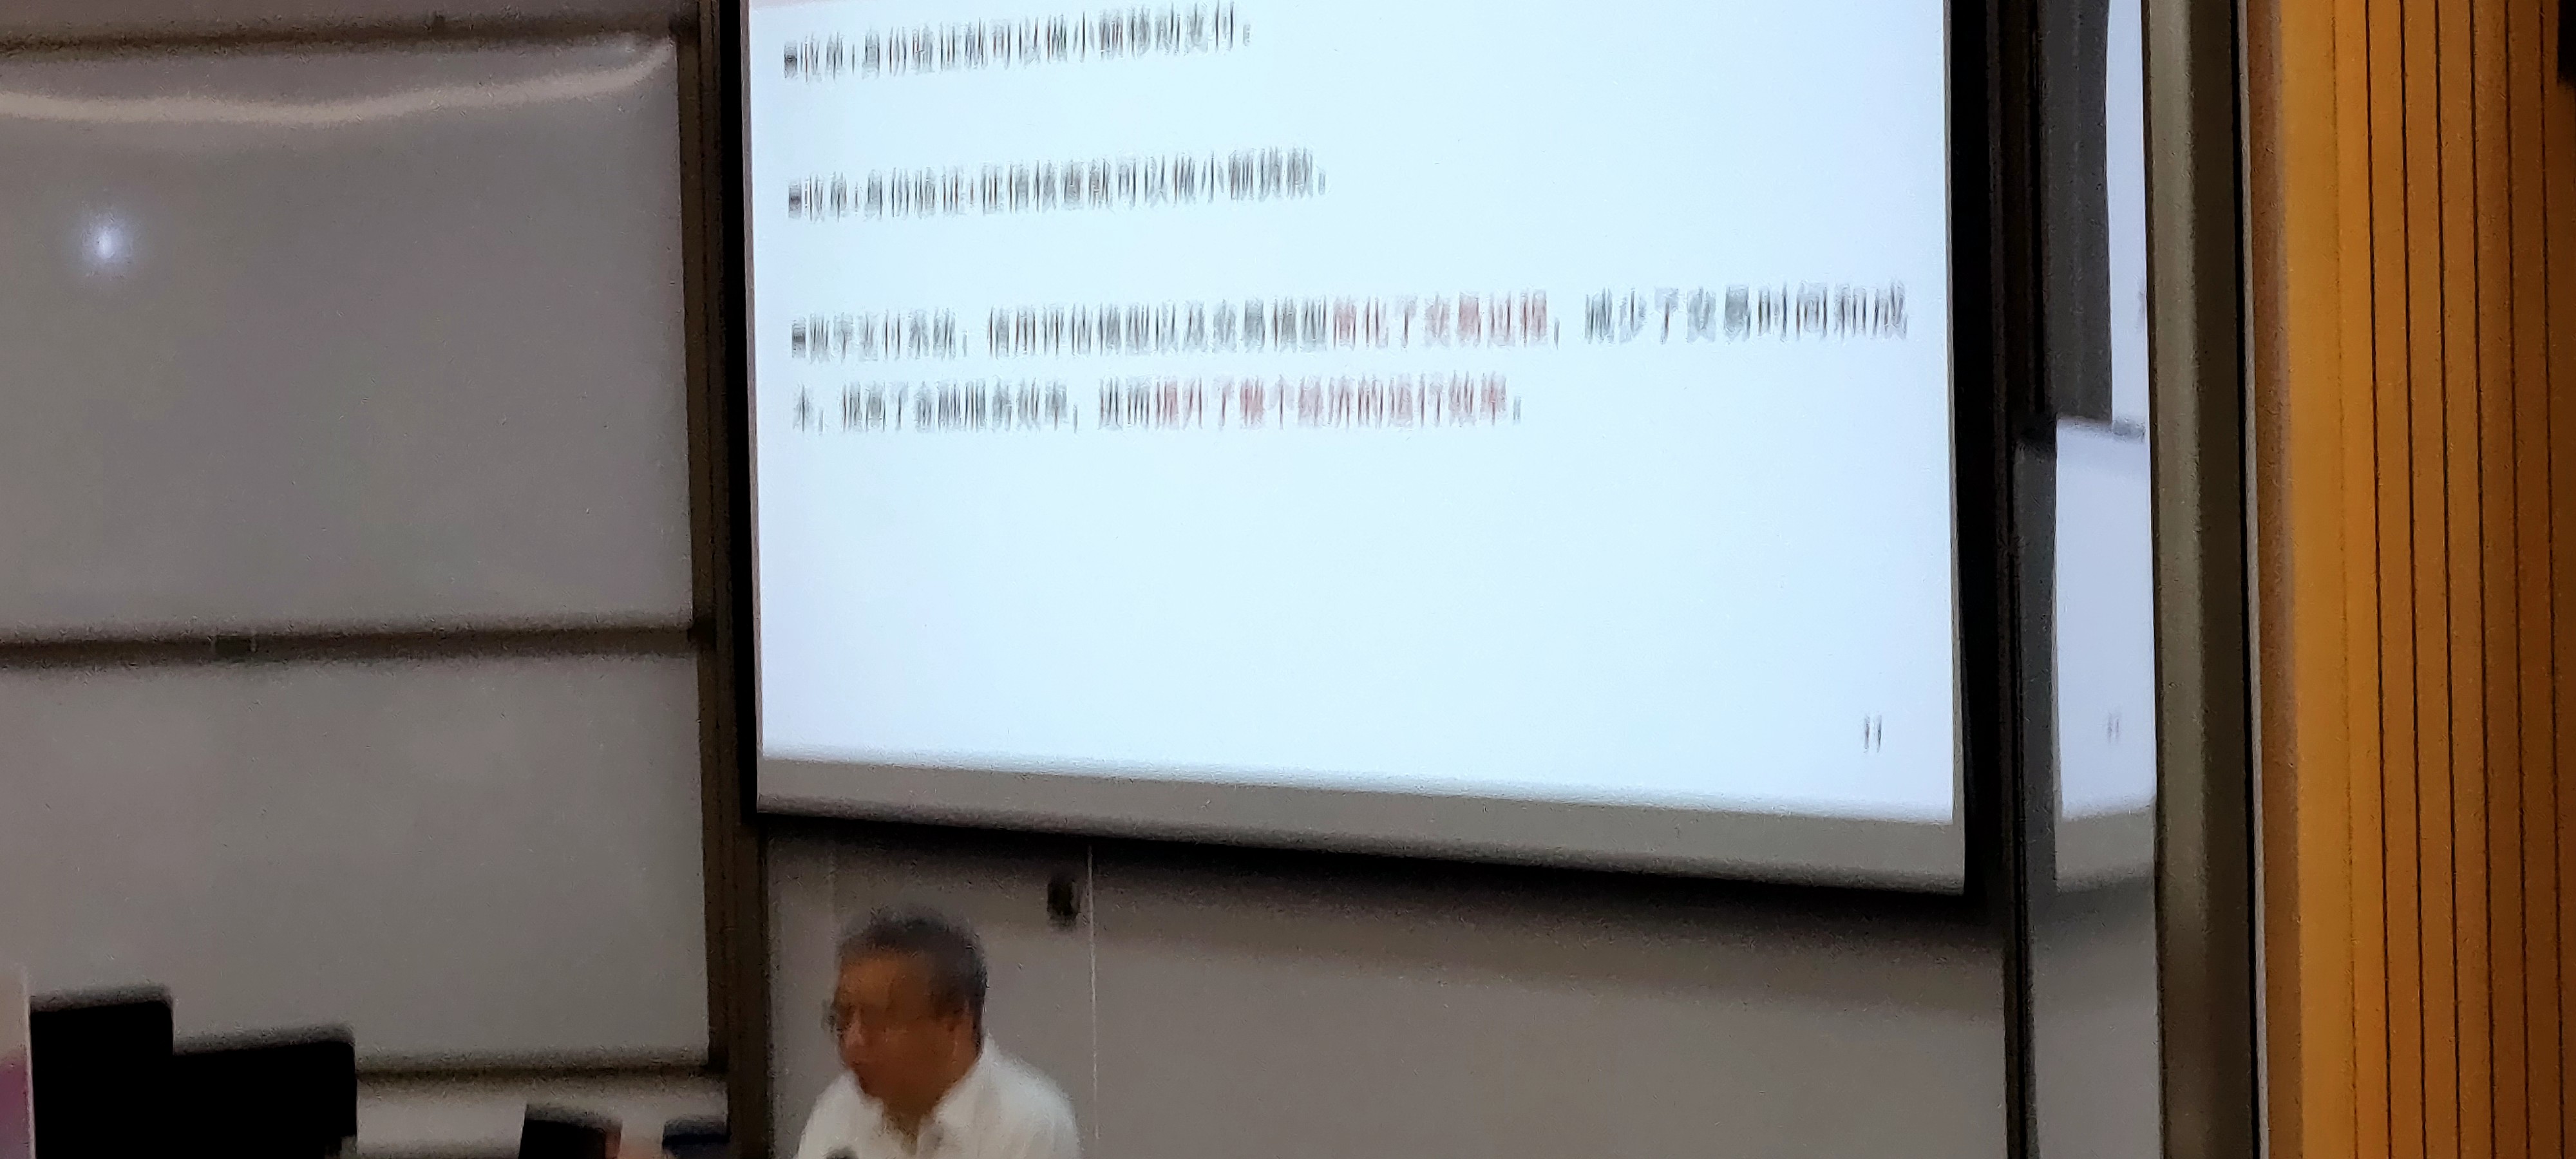 ■收单+身份验证就可以做小额移动支付；
■收单+身份验证+征信核查就可以做小额贷款；
■数字支付系统、信用评估模型以及交易模型简化了交易过程，减少了交易时间和成
本，提高了金融服务效率，进而提升了整个经济的运行效率。
11